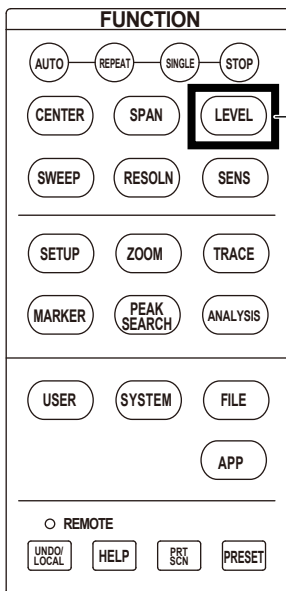 FUNCTION
AUTO REPEAT SINGLE STOP
CENTER SPAN LEVEL
SWEEP RESOLN SENS
SETUP ZOOM TRACE
MARKER PEAK SEARCH ANALYSIS
USER SYSTEM FILE
APP
REMOTE
UNDO/ LOCAL HELP PRT SCN PRESET